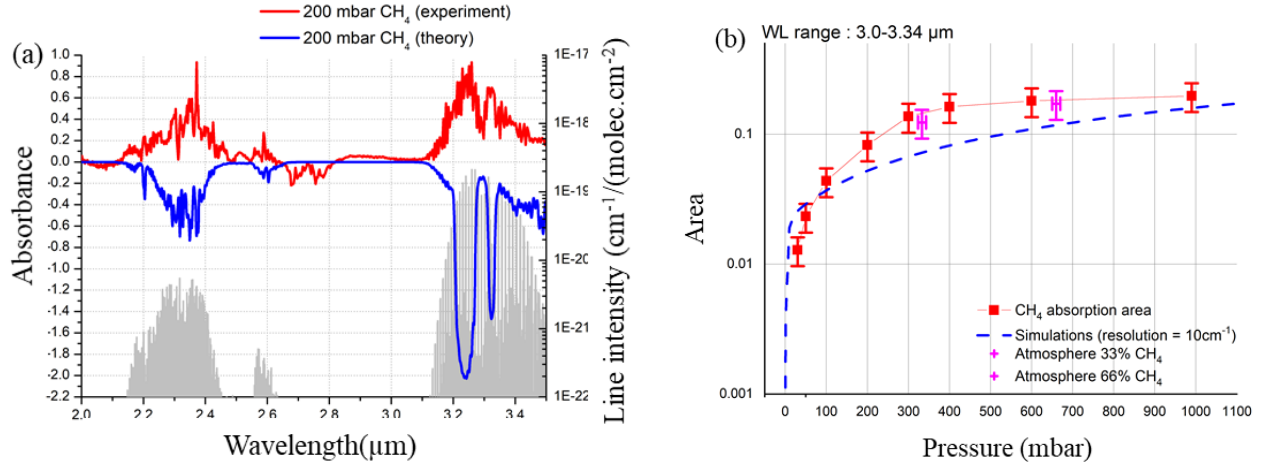 200 mbar CH4 (experiment)
200 mbar CH4 (theory)
(a)
1.0
0.8
0.6
0.4
0.2
0.0
-0.2
-0.4
-0.6
-0.8
-1.0
-1.2
-1.4
-1.6
-1.8
-2.0
-2.2
Absorbance
2.0
2.2
2.4
2.6
2.8
3.0
3.2
3.4
Wavelength(µm)
1E-17
1E-18
1E-19
1E-20
1E-21
1E-22
Line intensity (cm-1/(molec.cm-2)
(b)
WL range : 3.0-3.34 µm
0.1
0.01
0.001
Area
CH4 absorption area
Simulations (resolution = 10cm-1)
Atmosphere 33% CH4
Atmosphere 66% CH4
0
100
200
300
400
500
600
700
800
900
1000
1100
Pressure (mbar)